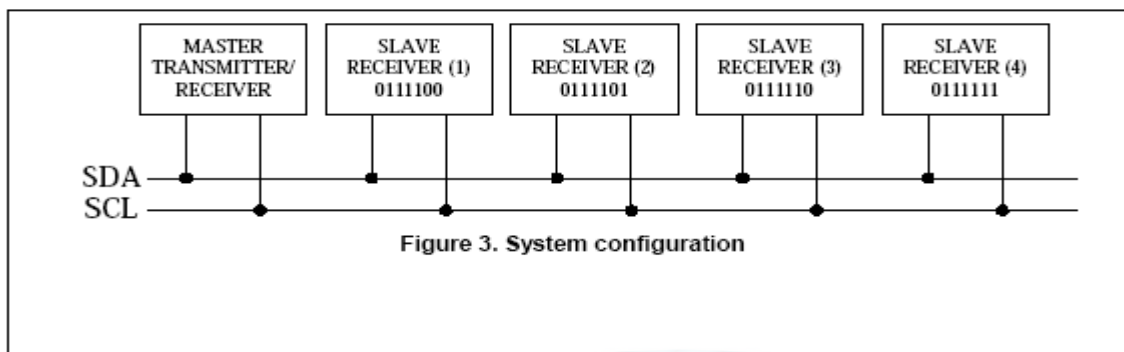 MASTER
TRANSMITTER/
RECEIVER
SLAVE
RECEIVER (1)
0111100
SLAVE
RECEIVER (2)
0111101
SLAVE
RECEIVER (3)
0111110
SLAVE
RECEIVER (4)
0111111
SDA
SCL
Figure 3. System configuration